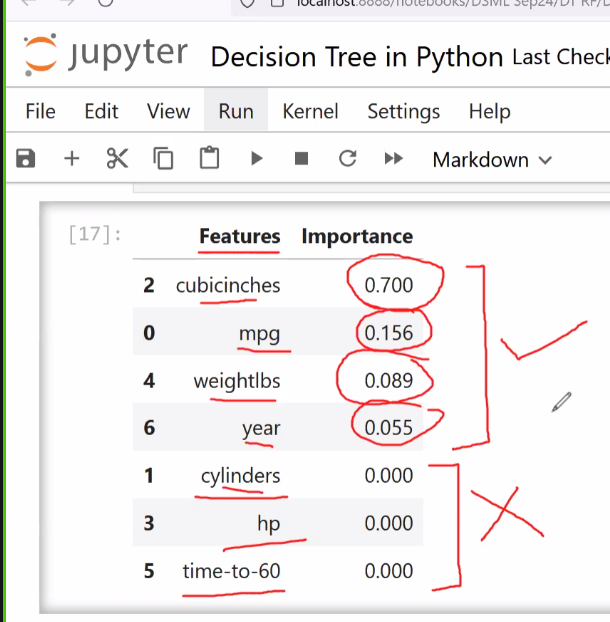 localhost:8888/notebooks/DSML Sep24/DT RF/D
jupyter Decision Tree in Python Last Check
File Edit View Run Kernel Settings Help
Markdown
[17]:
Features Importance
2 cubicinches 0.700
0 mpg 0.156
4 weightlbs 0.089
6 year 0.055
1 cylinders 0.000
3 hp 0.000
5 time-to-60 0.000